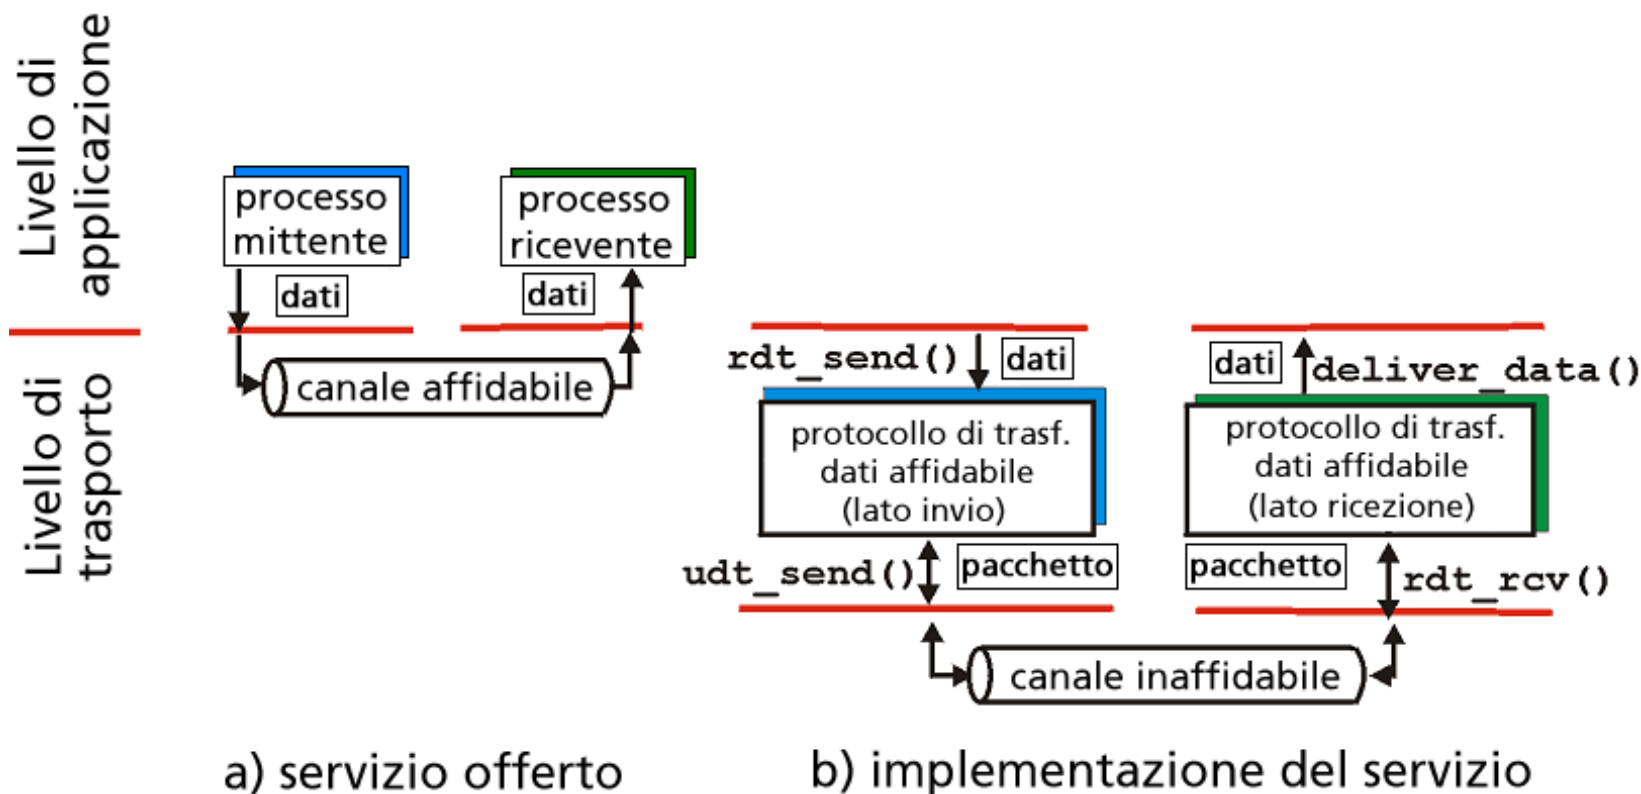 Livello di
applicazione
Livello di
trasporto
processo
mittente
dati
processo
ricevente
dati
canale affidabile
a) servizio offerto
rdt_send()
dati
protocollo di trasf.
dati affidabile
(lato invio)
udt_send()
pacchetto
dati
deliver_data()
protocollo di trasf.
dati affidabile
(lato ricezione)
pacchetto
rdt_rcv()
canale inaffidabile
b) implementazione del servizio